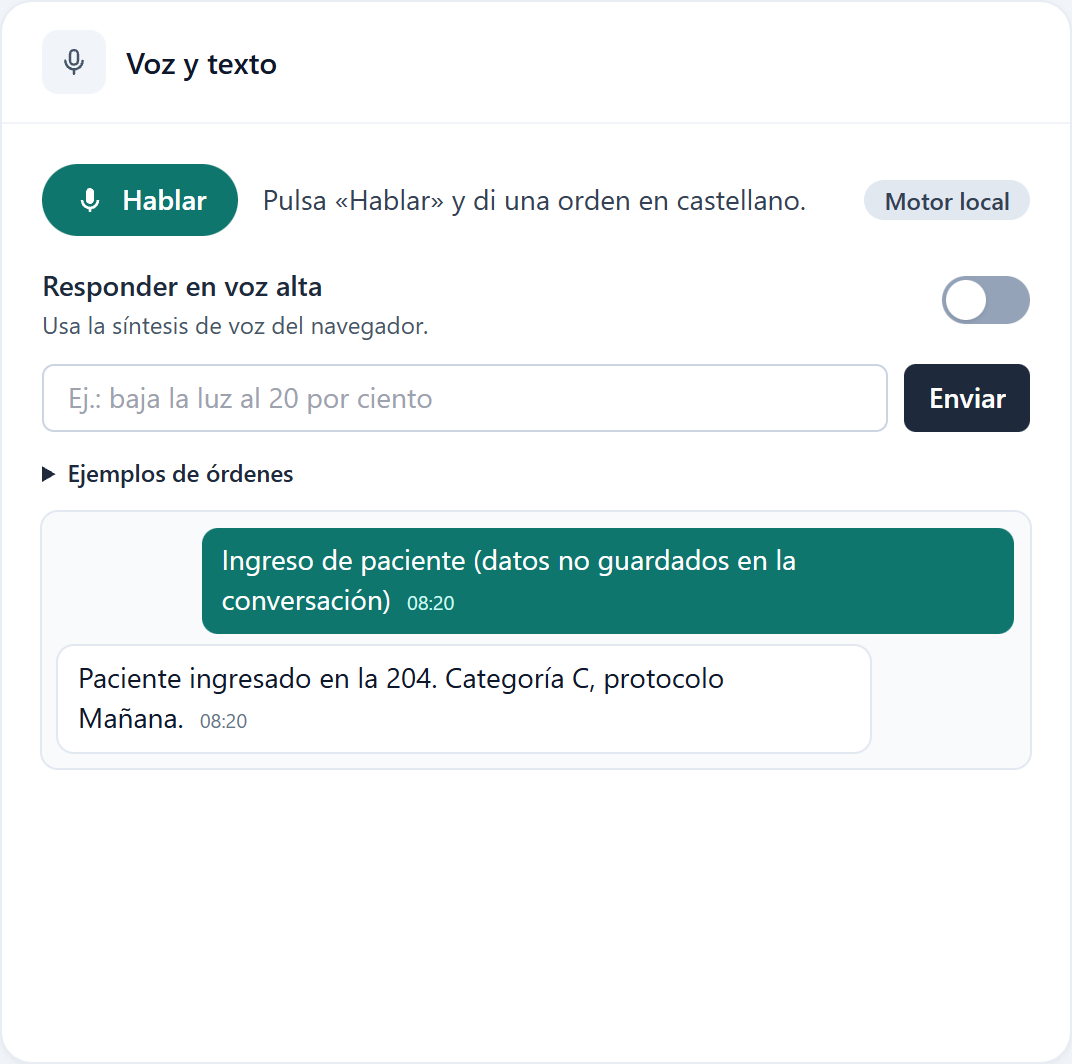 Voz y texto
Hablar
Pulsa «Hablar» y di una orden en castellano.
Motor local
Responder en voz alta
Usa la síntesis de voz del navegador.
Ej.: baja la luz al 20 por ciento
Enviar
Ejemplos de órdenes
Ingreso de paciente (datos no guardados en la
conversación) 08:20
Paciente ingresado en la 204. Categoría C, protocolo
Mañana. 08:20